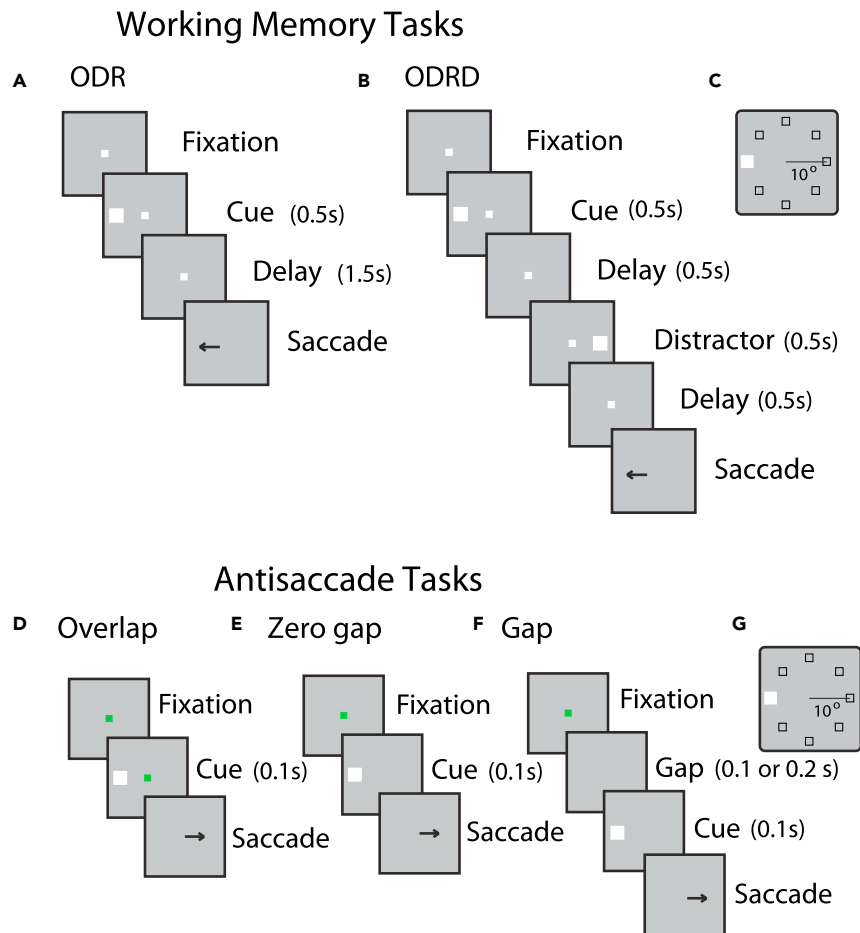 Working Memory Tasks
A ODR
Fixation
Cue (0.5s)
Delay (1.5s)
Saccade
B ODRD
Fixation
Cue (0.5s)
Delay (0.5s)
Distractor (0.5s)
Delay (0.5s)
Saccade
C
10°
Antisaccade Tasks
D Overlap
Fixation
Cue (0.1s)
Saccade
E Zero gap
Fixation
Cue (0.1s)
Saccade
F Gap
Fixation
Gap (0.1 or 0.2 s)
Cue (0.1s)
Saccade
G
10°